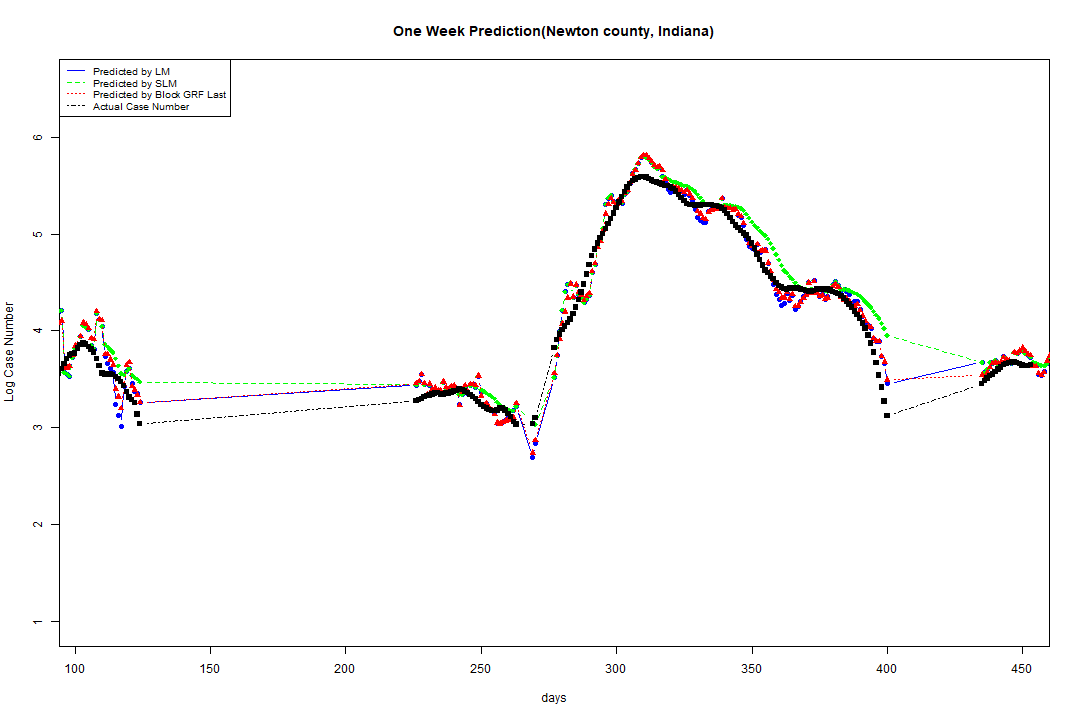 One Week Prediction(Newton county, Indiana)
Predicted by LM
Predicted by SLM
Predicted by Block GRF Last
Actual Case Number
Log Case Number
6
5
4
3
2
1
100 150 200 250 300 350 400 450
days